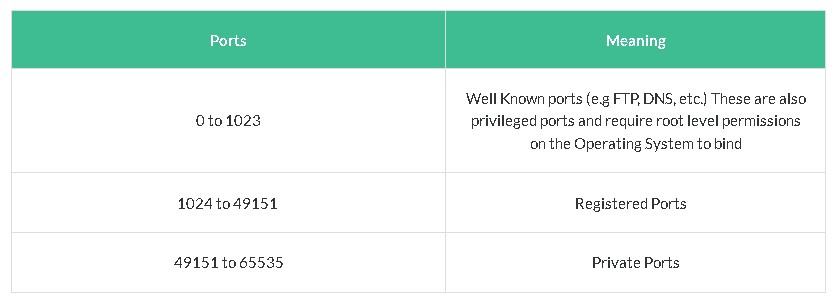 Ports Meaning
0 to 1023
Well Known ports (e.g FTP, DNS, etc.) These are also
privileged ports and require root level permissions
on the Operating System to bind
1024 to 49151 Registered Ports
49151 to 65535 Private Ports